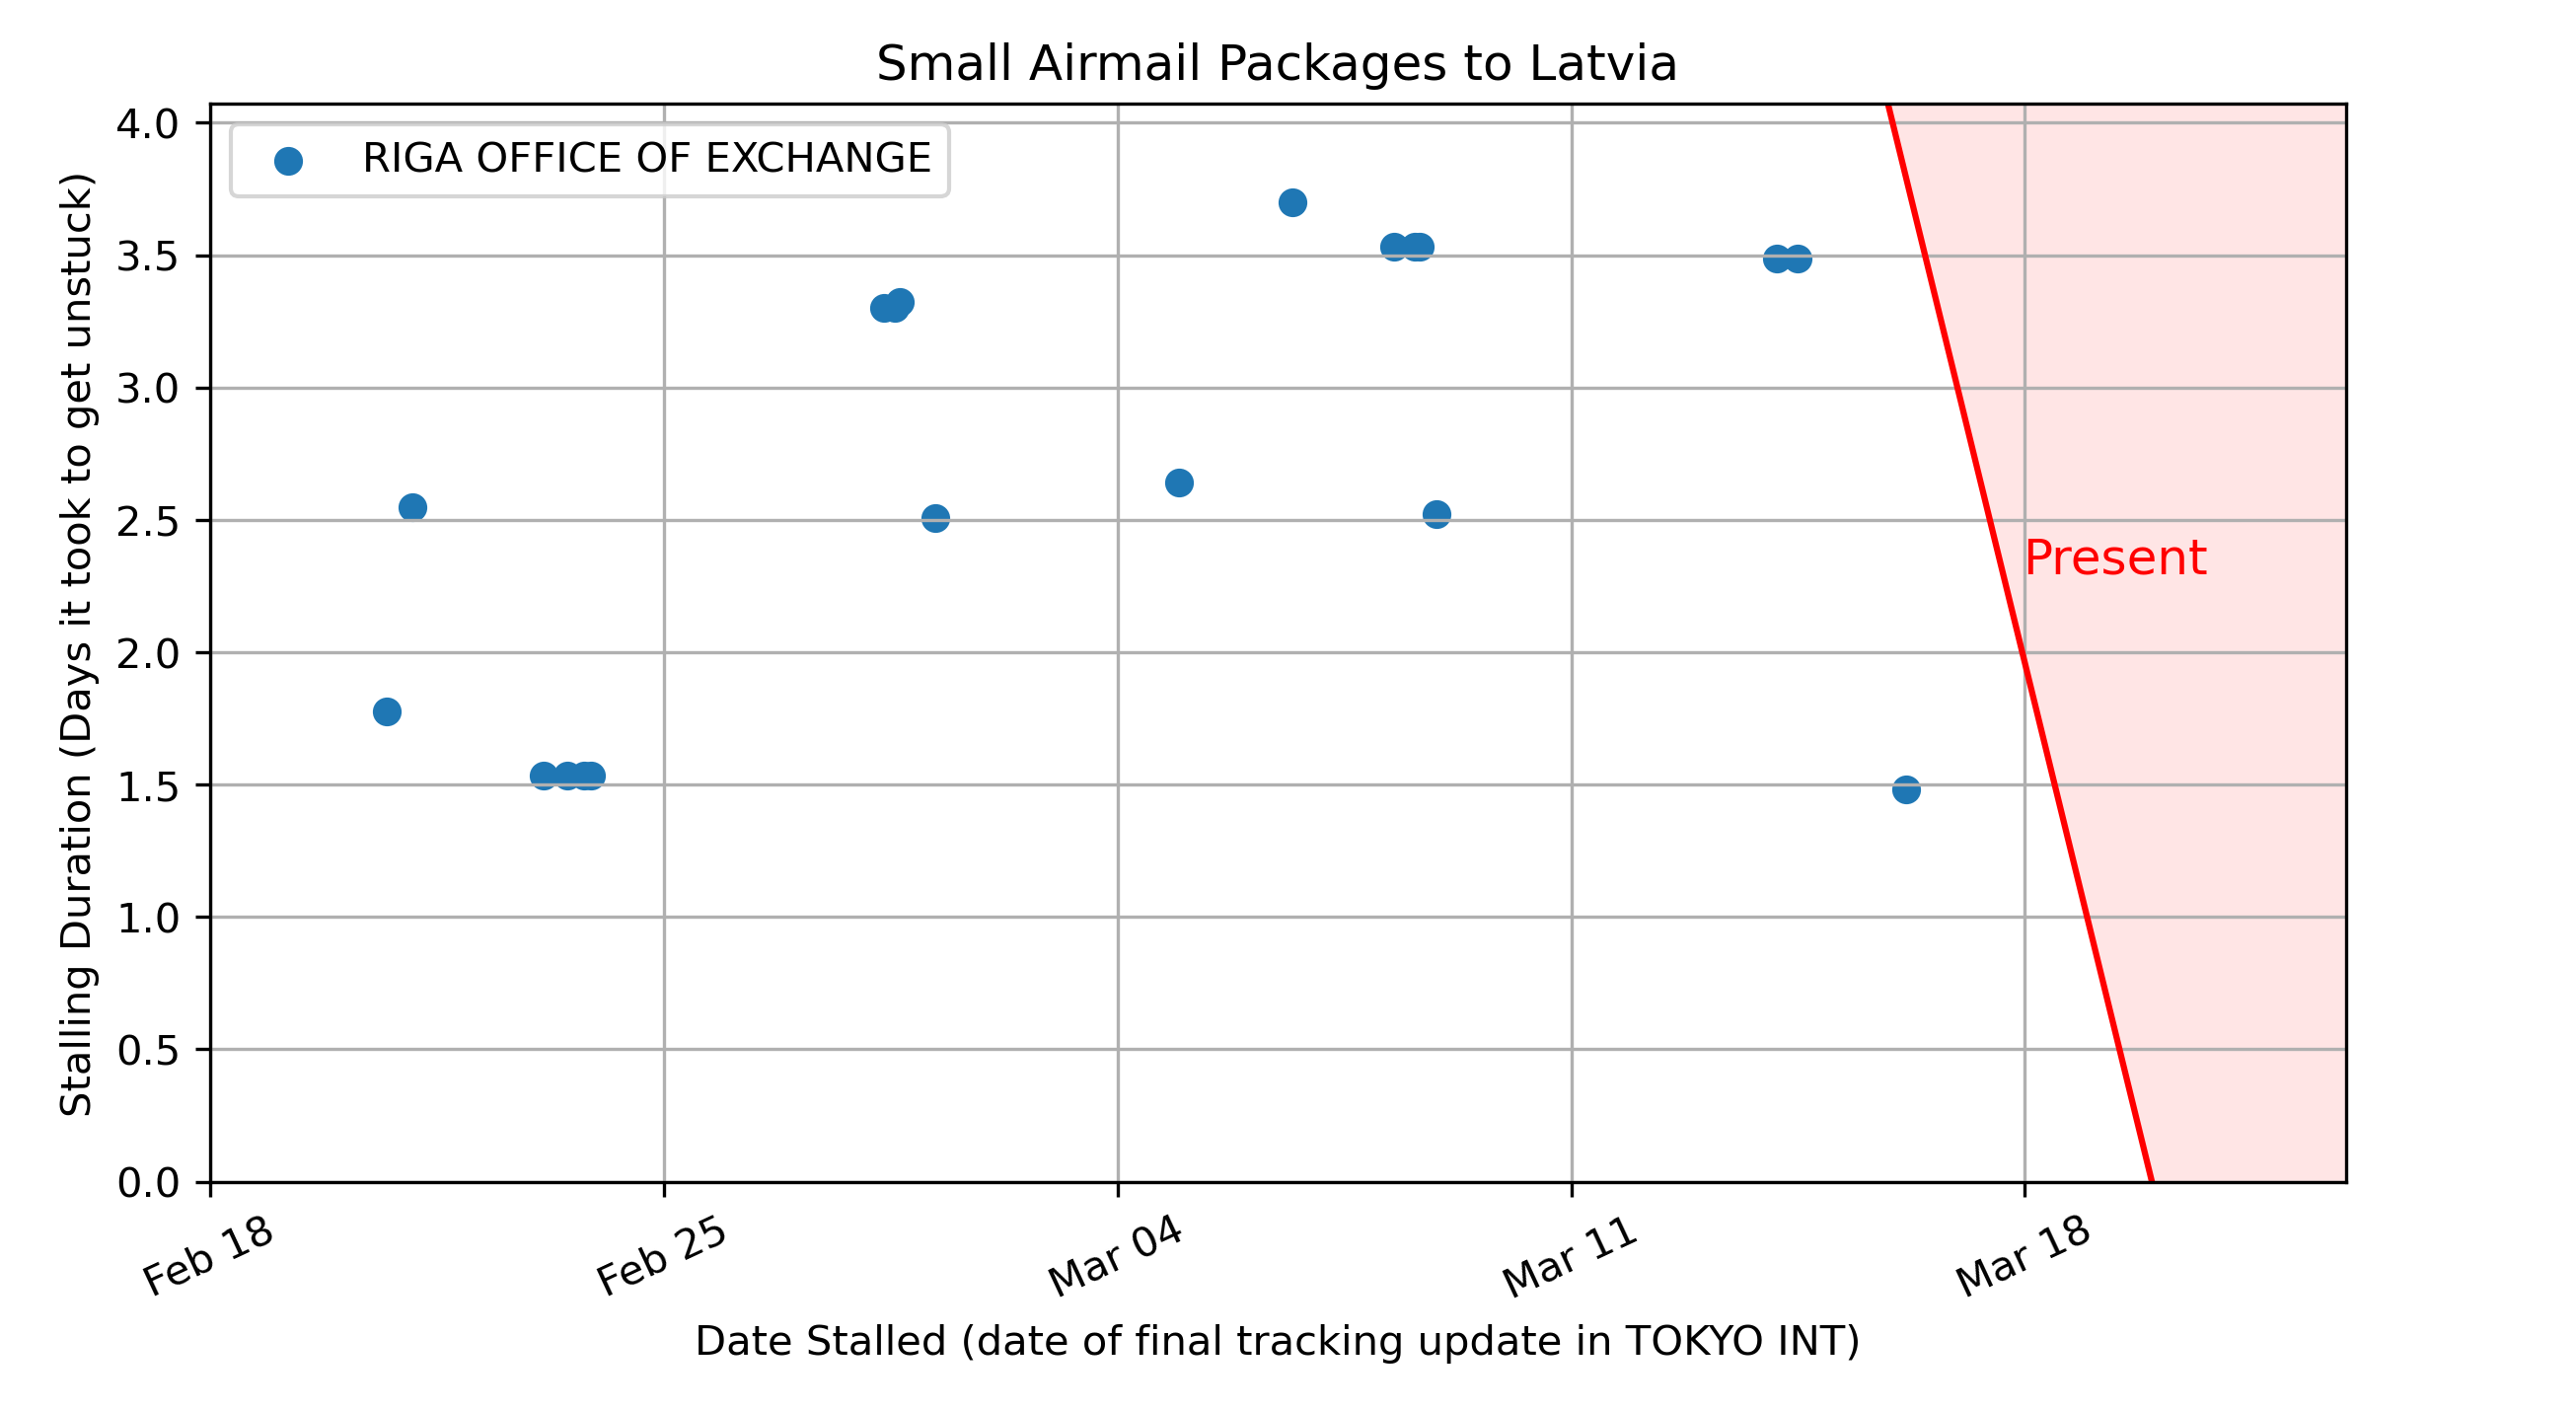 Small Airmail Packages to Latvia
RIGA OFFICE OF EXCHANGE
Stalling Duration (Days it took to get unstuck)
4.0
3.5
3.0
2.5
2.0
1.5
1.0
0.5
0.0
Present
Feb 18
Feb 25
Mar 04
Mar 11
Mar 18
Date Stalled (date of final tracking update in TOKYO INT)